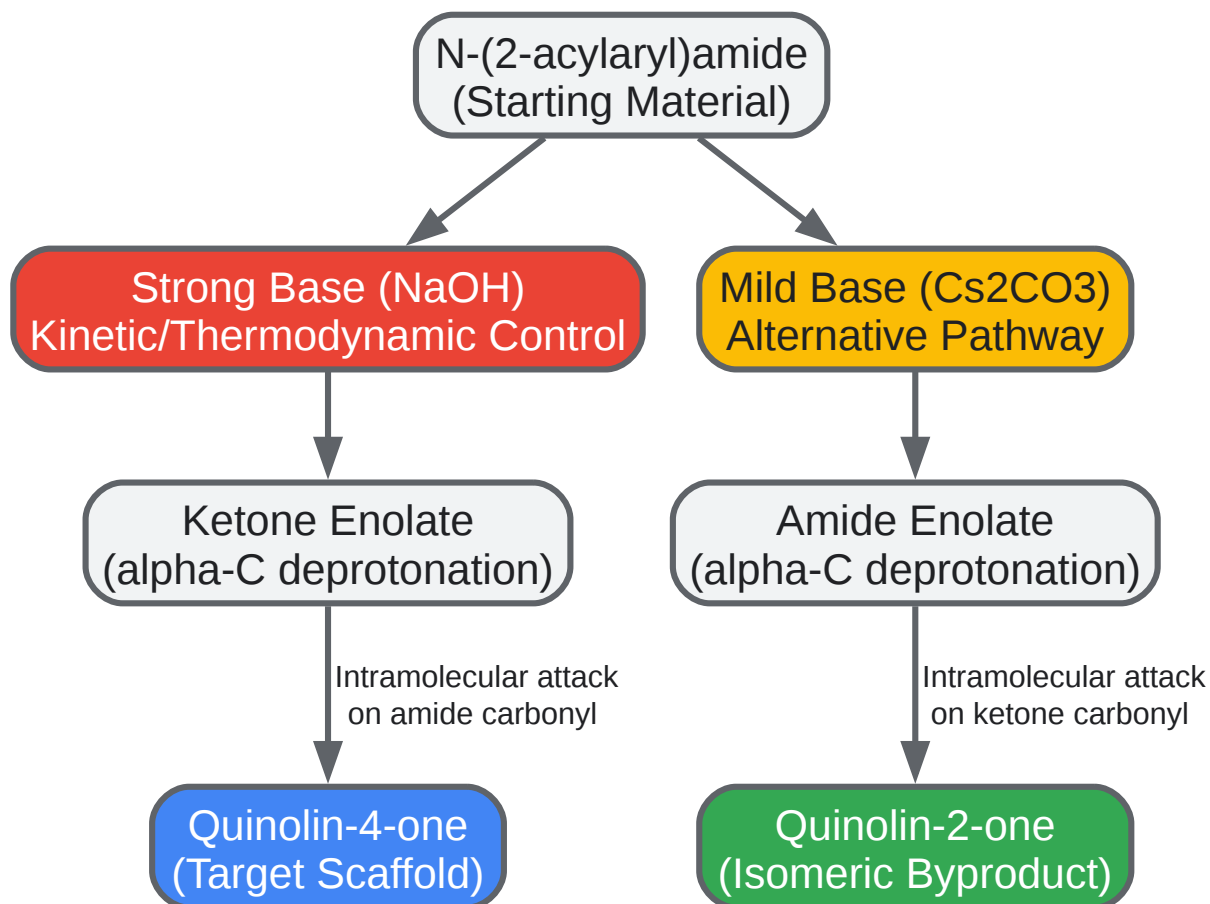 N-(2-acylaryl)amide
(Starting Material)
Strong Base (NaOH)
Kinetic/Thermodynamic Control
Mild Base (Cs2CO3)
Alternative Pathway
Ketone Enolate
(alpha-C deprotonation)
Amide Enolate
(alpha-C deprotonation)
Intramolecular attack
on amide carbonyl
Intramolecular attack
on ketone carbonyl
Quinolin-4-one
(Target Scaffold)
Quinolin-2-one
(Isomeric Byproduct)